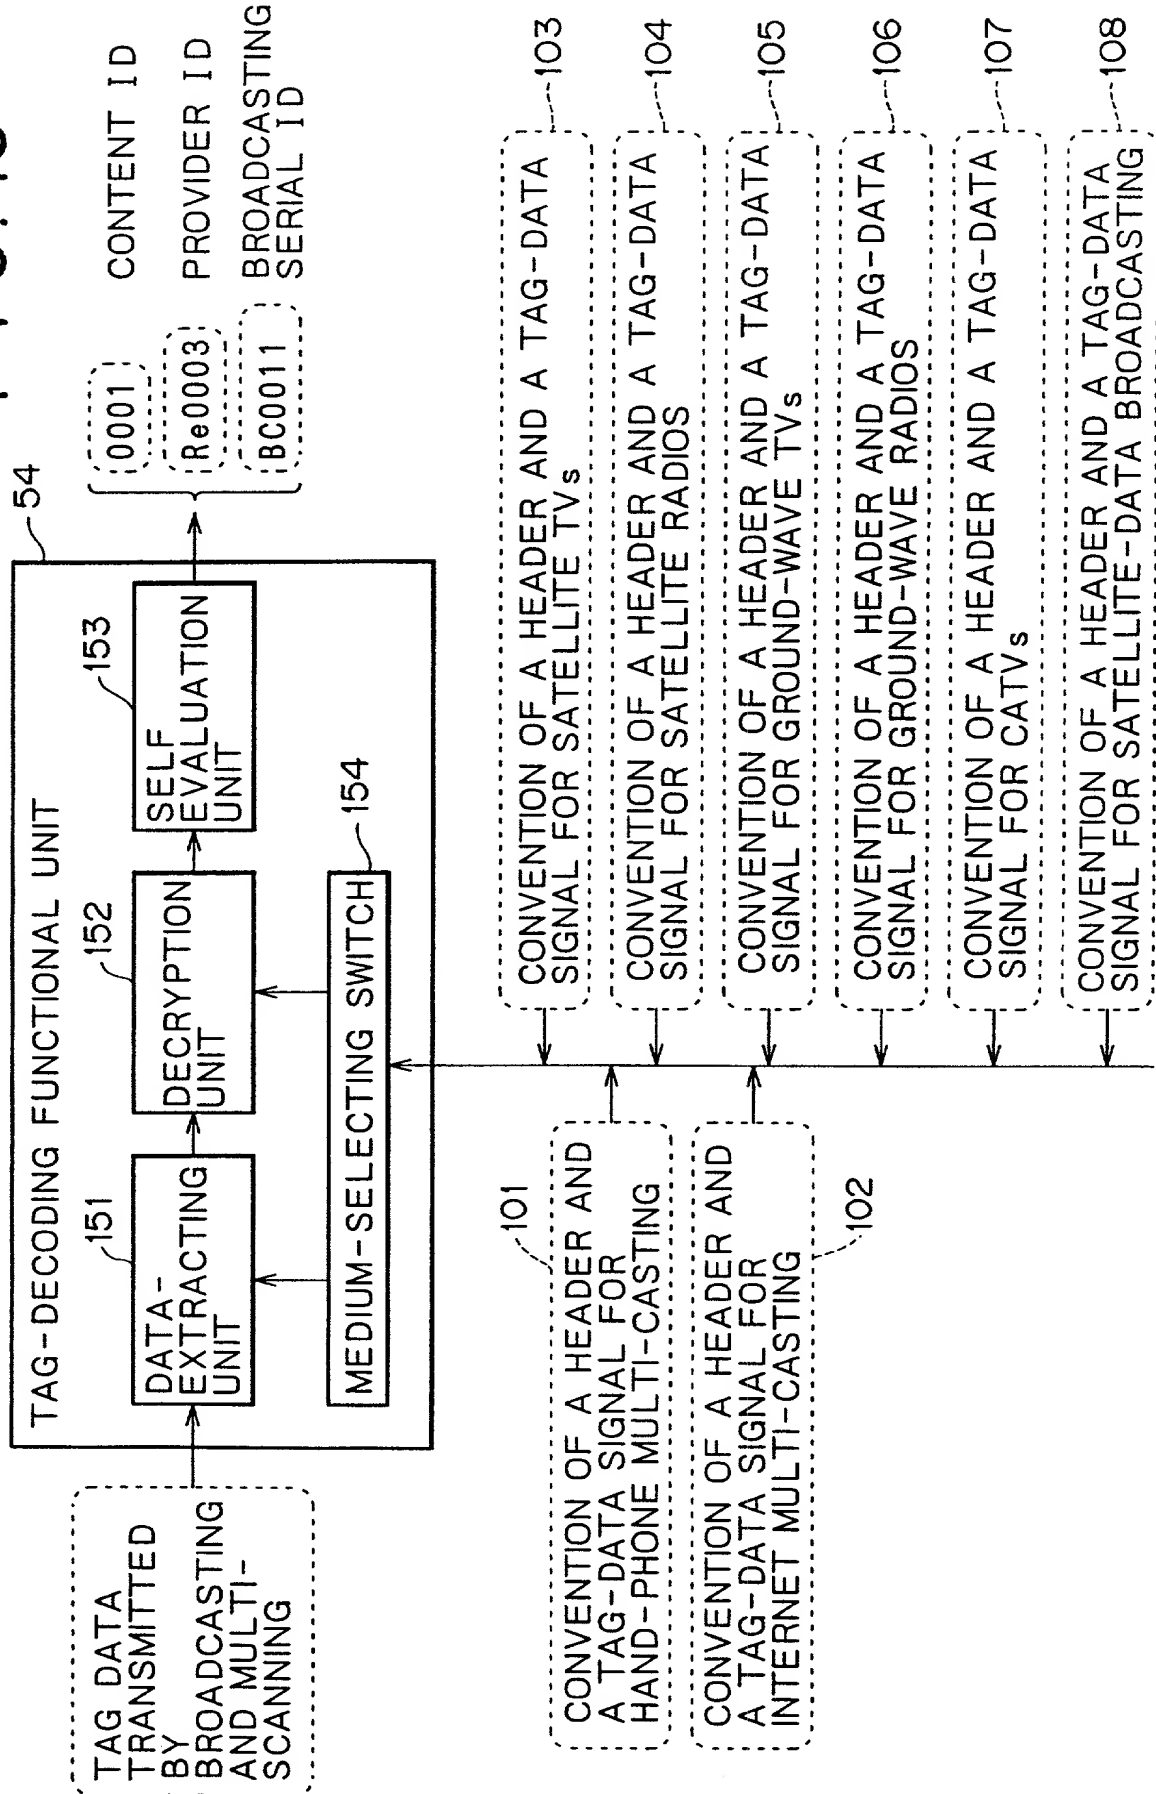 54
TAG-DECODING FUNCTIONAL UNIT
TAG DATA
TRANSMITTED
BY
BROADCASTING
AND MULTI-
SCANNING
151
DATA-
EXTRACTING
UNIT
152
DECRYPTION
UNIT
153
SELF
EVALUATION
UNIT
MEDIUM-SELECTING SWITCH
154
0001
CONTENT ID
Re0003
PROVIDER ID
BC0011
BROADCASTING
SERIAL ID
101
CONVENTION OF A HEADER AND
A TAG-DATA SIGNAL FOR
HAND-PHONE MULTI-CASTING
CONVENTION OF A HEADER AND
A TAG-DATA SIGNAL FOR
INTERNET MULTI-CASTING
102
CONVENTION OF A HEADER AND A TAG-DATA
SIGNAL FOR SATELLITE TVs
103
CONVENTION OF A HEADER AND A TAG-DATA
SIGNAL FOR SATELLITE RADIOS
104
CONVENTION OF A HEADER AND A TAG-DATA
SIGNAL FOR GROUND-WAVE TVs
105
CONVENTION OF A HEADER AND A TAG-DATA
SIGNAL FOR GROUND-WAVE RADIOS
106
CONVENTION OF A HEADER AND A TAG-DATA
SIGNAL FOR CATVs
107
CONVENTION OF A HEADER AND A TAG-DATA
SIGNAL FOR SATELLITE-DATA BROADCASTING
108